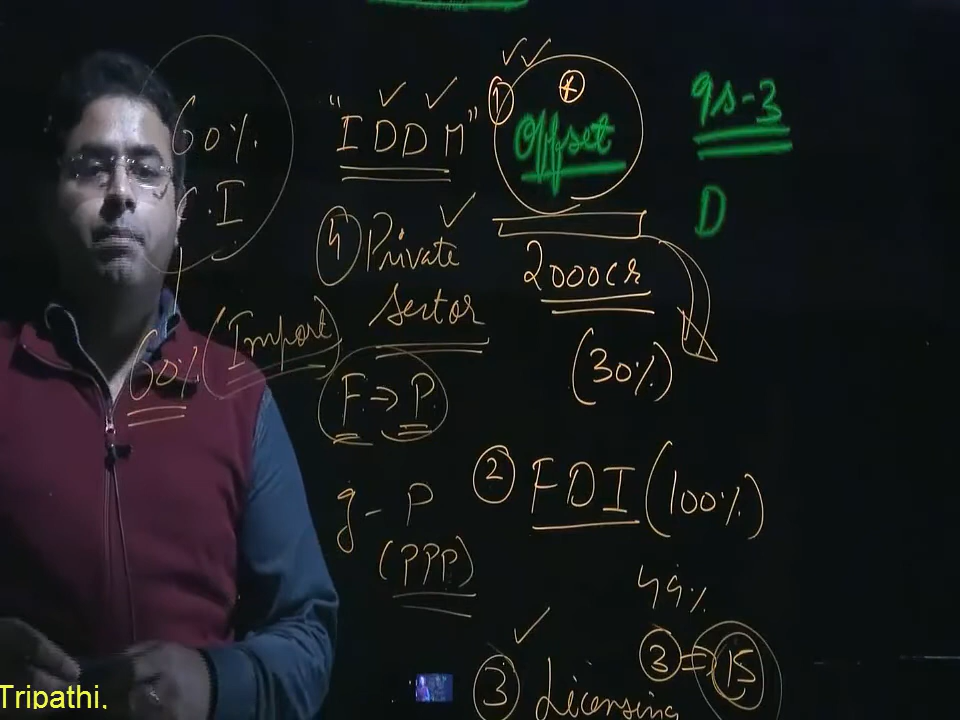 60%
C.I
60% (Import)
"IDDM"
④ Private
Sector
F → P
g - P
(PPP)
① Offset
2000cr
(30%)
② FDI (100%)
49%
③ ⇒ 15
③ Licensing
GS-3
D
Tripathi.